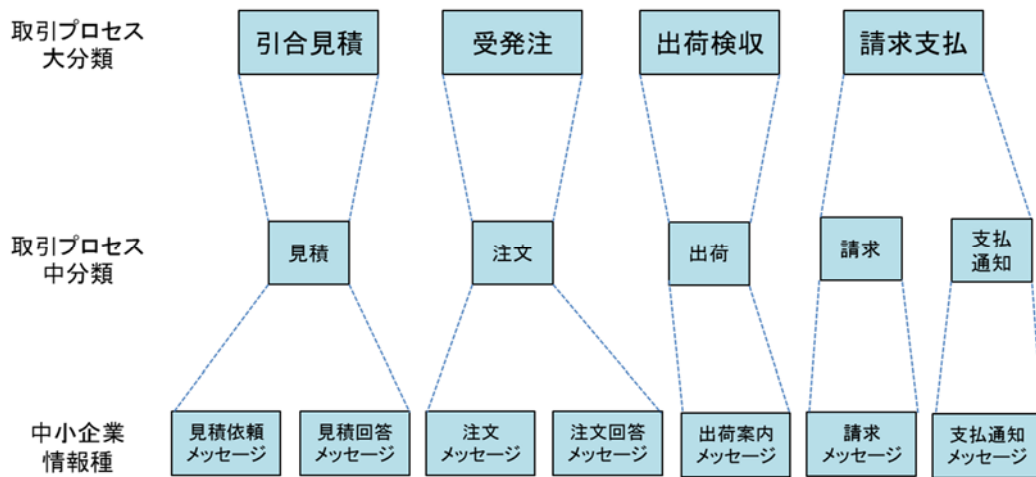 取引プロセス
大分類
引合見積
受発注
出荷検収
請求支払
取引プロセス
中分類
見積
注文
出荷
請求
支払
通知
中小企業
情報種
見積依頼
メッセージ
見積回答
メッセージ
注文
メッセージ
注文回答
メッセージ
出荷案内
メッセージ
請求
メッセージ
支払通知
メッセージ